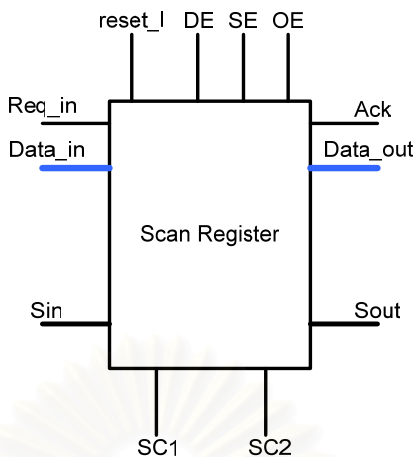 reset_l DE SE OE
Req_in Ack
Data_in Data_out
Scan Register
Sin Sout
SC1 SC2